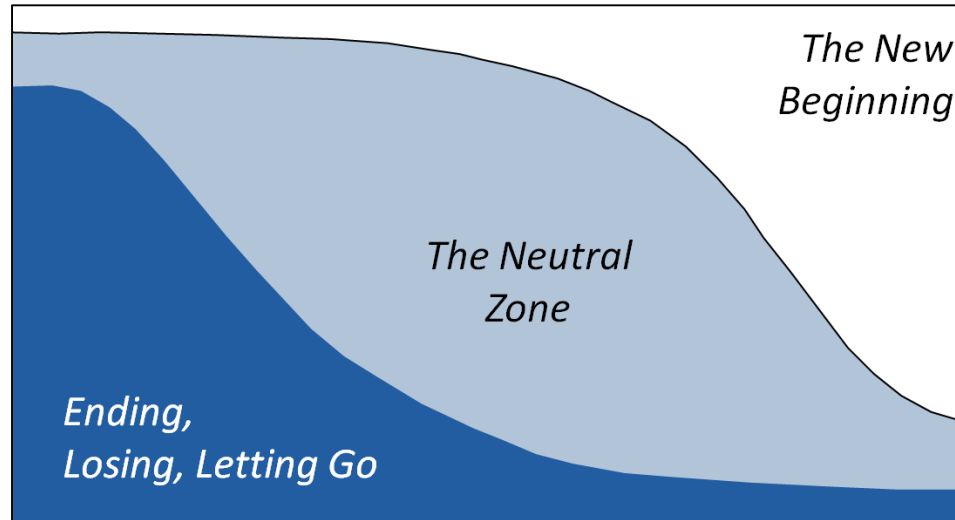 The New
Beginning
The Neutral
Zone
Ending,
Losing, Letting Go